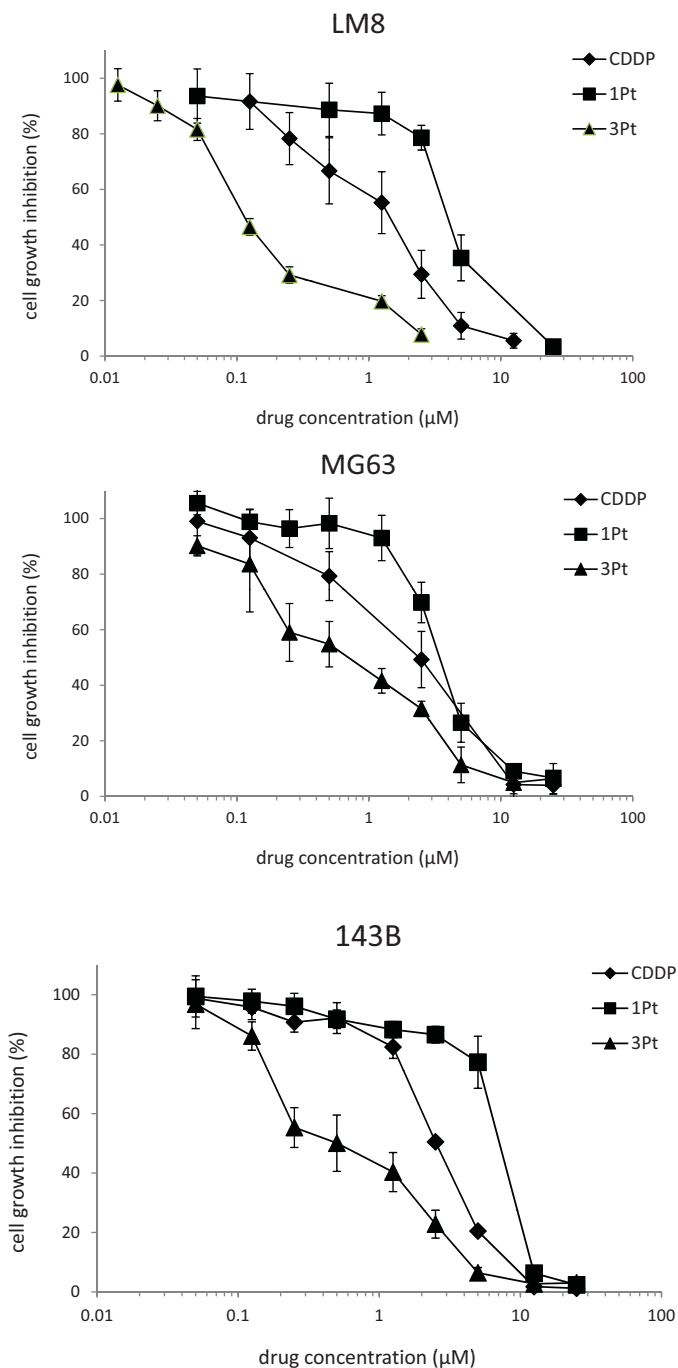 LM8
CDDP
1Pt
3Pt
100
80
60
40
20
0
cell growth inhibition (%)
0.01 0.1 1 10 100
drug concentration (µM)
MG63
CDDP
1Pt
3Pt
100
80
60
40
20
0
cell growth inhibition (%)
0.01 0.1 1 10 100
drug concentration (µM)
143B
CDDP
1Pt
3Pt
100
80
60
40
20
0
cell growth inhibition (%)
0.01 0.1 1 10 100
drug concentration (µM)